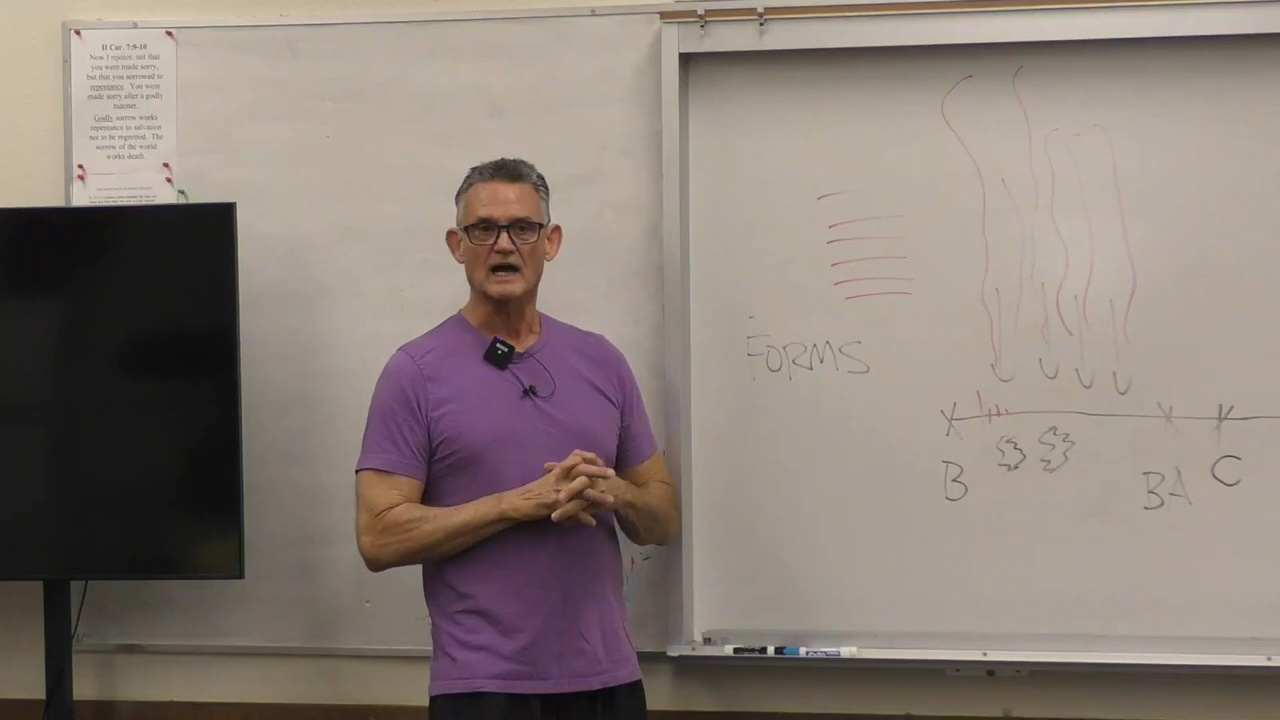 II Cor. 7:9-10
Now I rejoice, not that
you were made sorry,
but that you sorrowed to
repentance. You were
made sorry after a godly
manner.
Godly sorrow works
repentance to salvation
not to be regretted. The
sorrow of the world
works death.
FORMS
B
BA
C